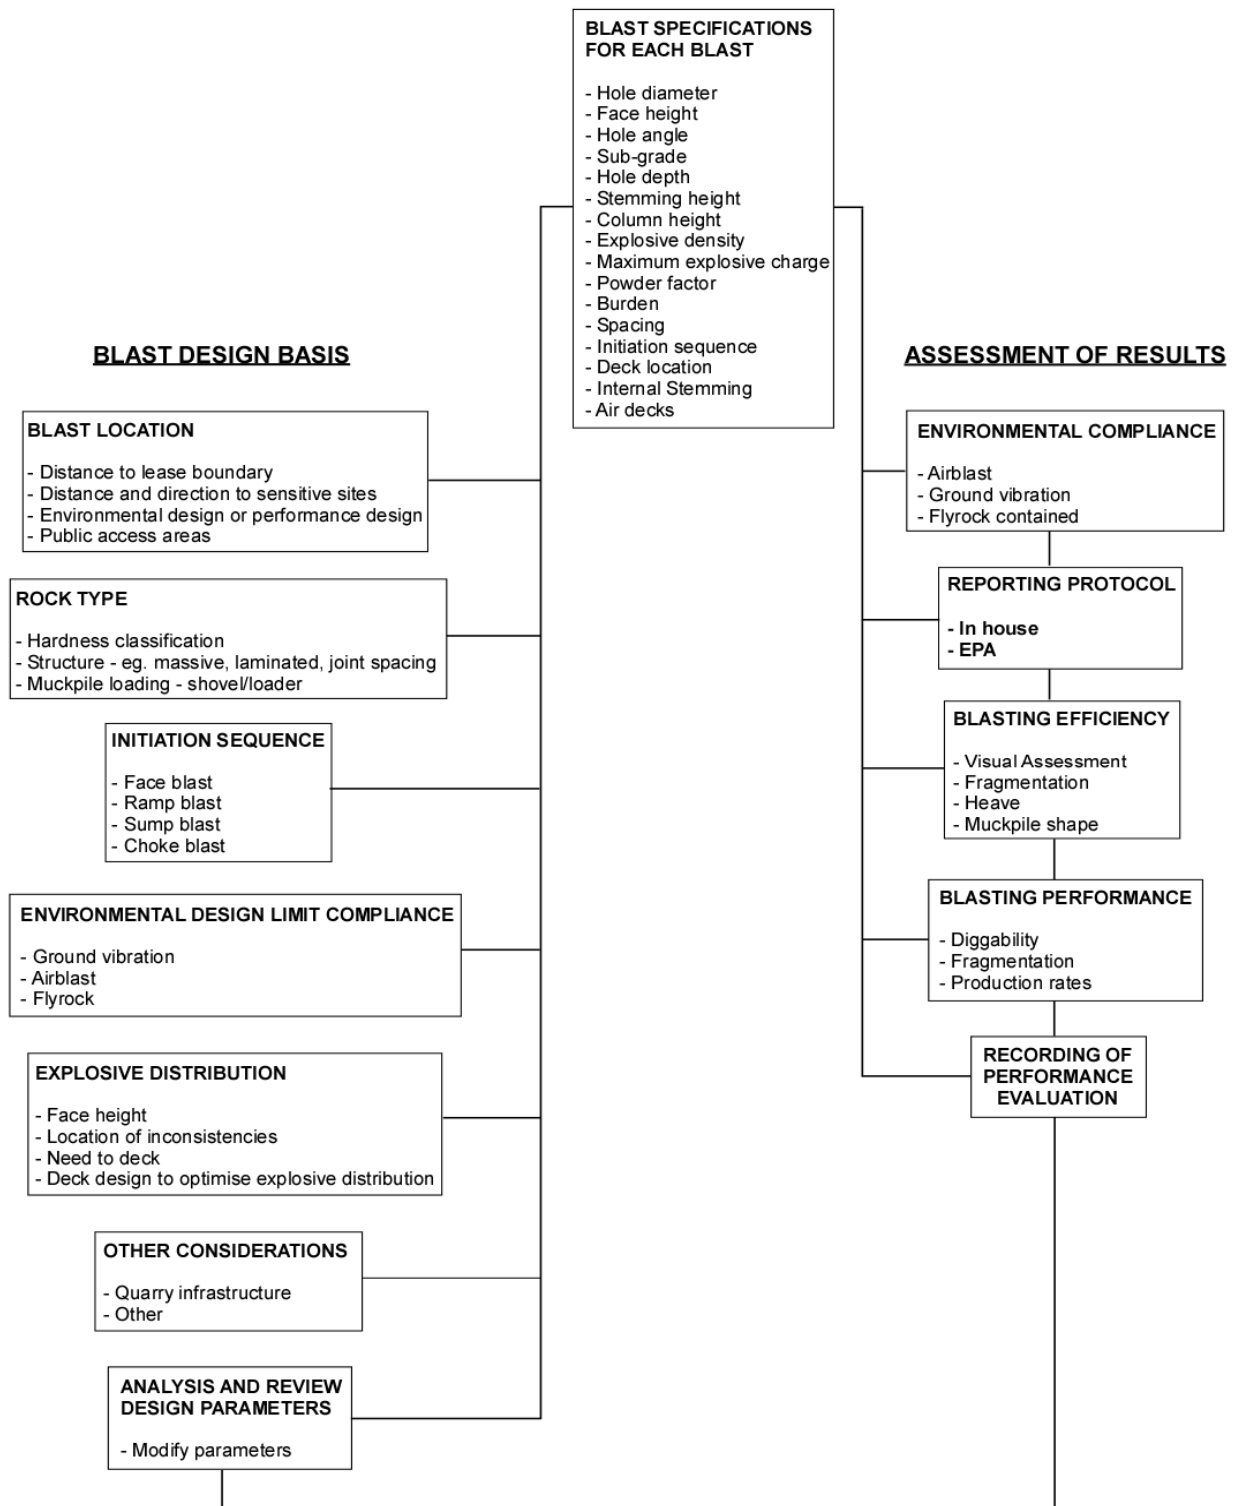 BLAST SPECIFICATIONS
FOR EACH BLAST
- Hole diameter
- Face height
- Hole angle
- Sub-grade
- Hole depth
- Stemming height
- Column height
- Explosive density
- Maximum explosive charge
- Powder factor
- Burden
- Spacing
- Initiation sequence
- Deck location
- Internal Stemming
- Air decks
BLAST DESIGN BASIS
BLAST LOCATION
- Distance to lease boundary
- Distance and direction to sensitive sites
- Environmental design or performance design
- Public access areas
ROCK TYPE
- Hardness classification
- Structure - eg. massive, laminated, joint spacing
- Muckpile loading - shovel/loader
INITIATION SEQUENCE
- Face blast
- Ramp blast
- Sump blast
- Choke blast
ENVIRONMENTAL DESIGN LIMIT COMPLIANCE
- Ground vibration
- Airblast
- Flyrock
EXPLOSIVE DISTRIBUTION
- Face height
- Location of inconsistencies
- Need to deck
- Deck design to optimise explosive distribution
OTHER CONSIDERATIONS
- Quarry infrastructure
- Other
ANALYSIS AND REVIEW
DESIGN PARAMETERS
- Modify parameters
ASSESSMENT OF RESULTS
ENVIRONMENTAL COMPLIANCE
- Airblast
- Ground vibration
- Flyrock contained
REPORTING PROTOCOL
- In house
- EPA
BLASTING EFFICIENCY
- Visual Assessment
- Fragmentation
- Heave
- Muckpile shape
BLASTING PERFORMANCE
- Diggability
- Fragmentation
- Production rates
RECORDING OF
PERFORMANCE
EVALUATION